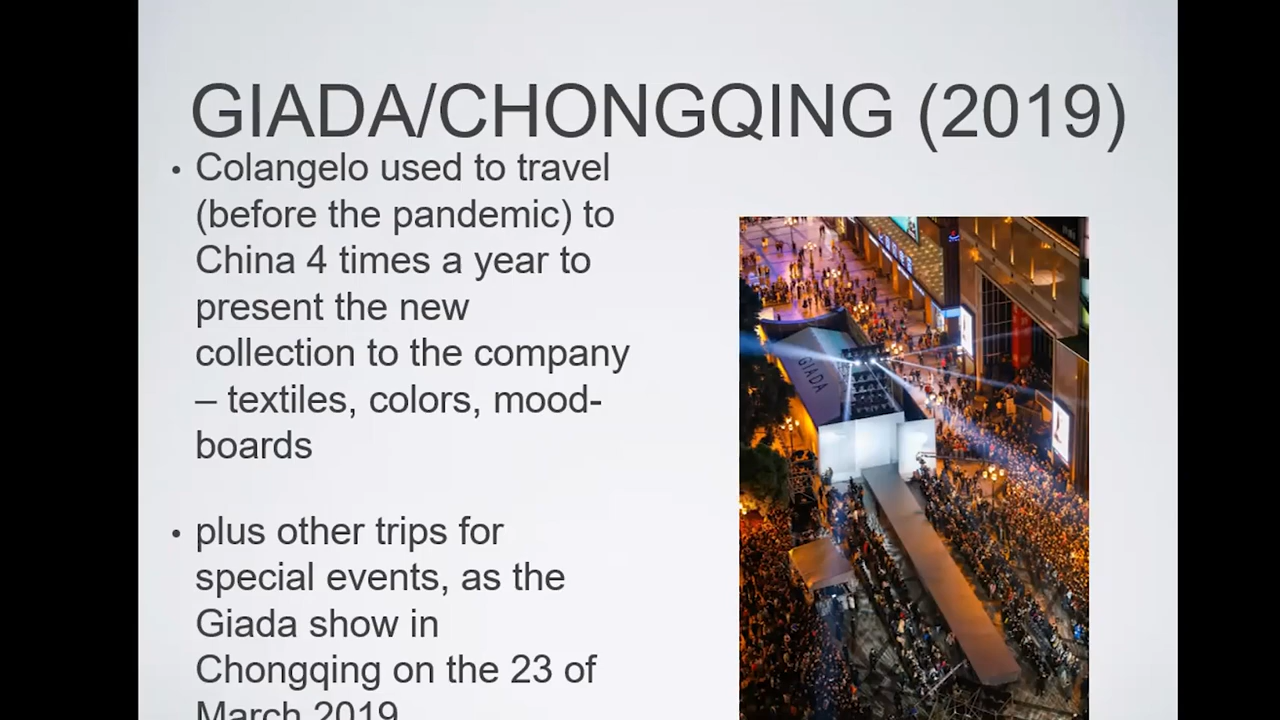 GIADA/CHONGQING (2019)
• Colangelo used to travel
(before the pandemic) to
China 4 times a year to
present the new
collection to the company
– textiles, colors, mood-
boards
• plus other trips for
special events, as the
Giada show in
Chongqing on the 23 of
March 2019
GIADA